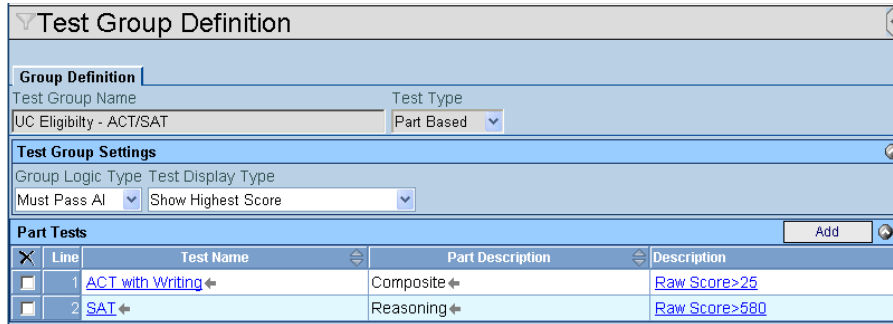 Test Group Definition
Group Definition
Test Group Name Test Type
UC Eligibilty - ACT/SAT Part Based
Test Group Settings
Group Logic Type Test Display Type
Must Pass Al Show Highest Score
Part Tests Add
Line Test Name Part Description Description
1 ACT with Writing Composite Raw Score>25
2 SAT Reasoning Raw Score>580